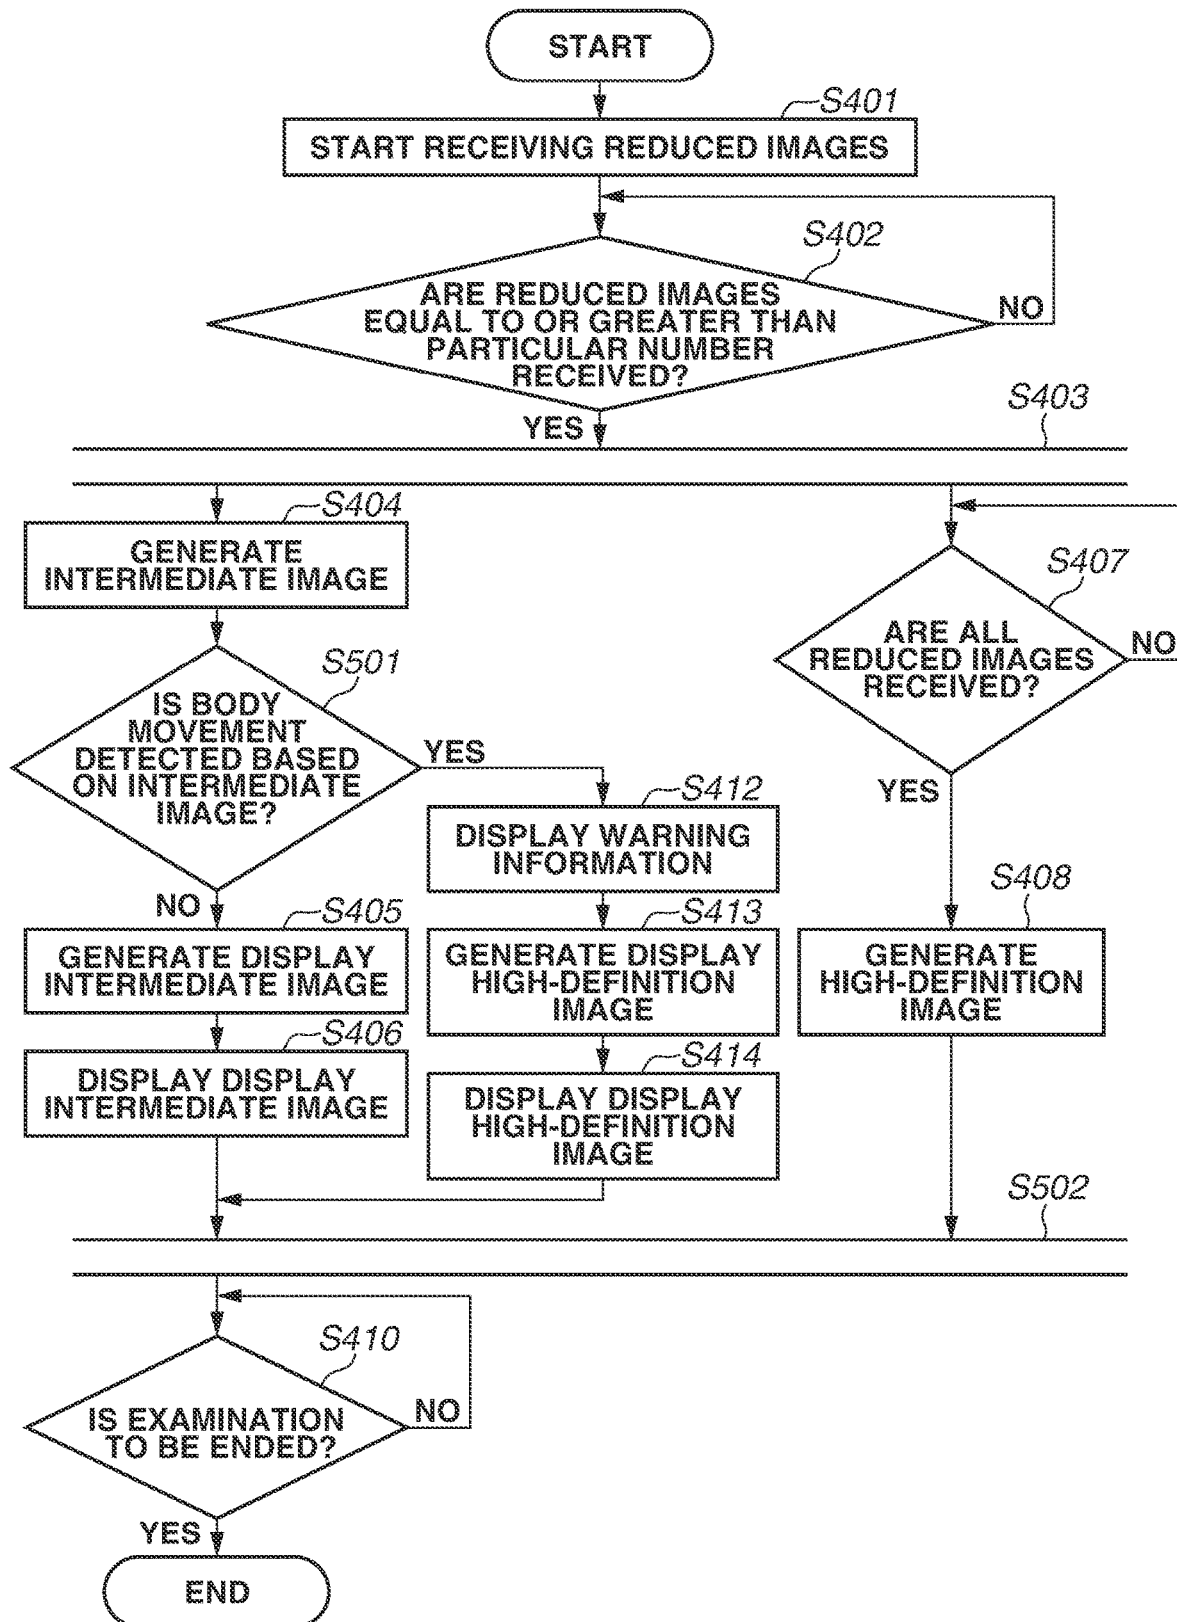 START
S401
START RECEIVING REDUCED IMAGES
S402
ARE REDUCED IMAGES
EQUAL TO OR GREATER THAN
PARTICULAR NUMBER
RECEIVED?
NO
YES
S403
S404
GENERATE
INTERMEDIATE IMAGE
S407
ARE ALL
REDUCED IMAGES
RECEIVED?
NO
YES
S501
IS BODY
MOVEMENT
DETECTED BASED
ON INTERMEDIATE
IMAGE?
YES
NO
S412
DISPLAY WARNING
INFORMATION
S405
GENERATE DISPLAY
INTERMEDIATE IMAGE
S413
GENERATE DISPLAY
HIGH-DEFINITION
IMAGE
S408
GENERATE
HIGH-DEFINITION
IMAGE
S406
DISPLAY DISPLAY
INTERMEDIATE IMAGE
S414
DISPLAY DISPLAY
HIGH-DEFINITION
IMAGE
S502
S410
IS EXAMINATION
TO BE ENDED?
NO
YES
END